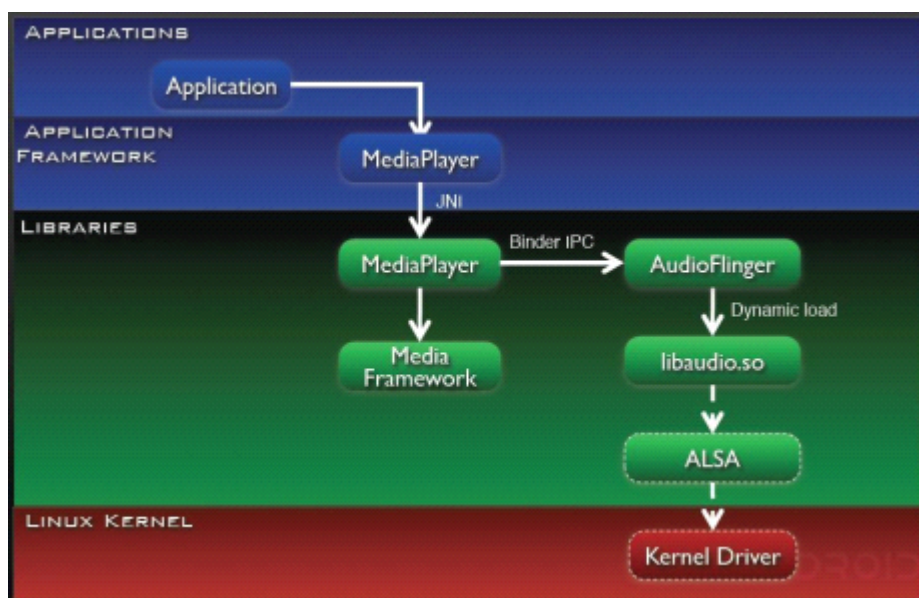 APPLICATIONS
Application
APPLICATION
FRAMEWORK
MediaPlayer
JNI
LIBRARIES
Binder IPC
MediaPlayer
AudioFlinger
Dynamic load
Media
Framework
libaudio.so
ALSA
LINUX KERNEL
Kernel Driver